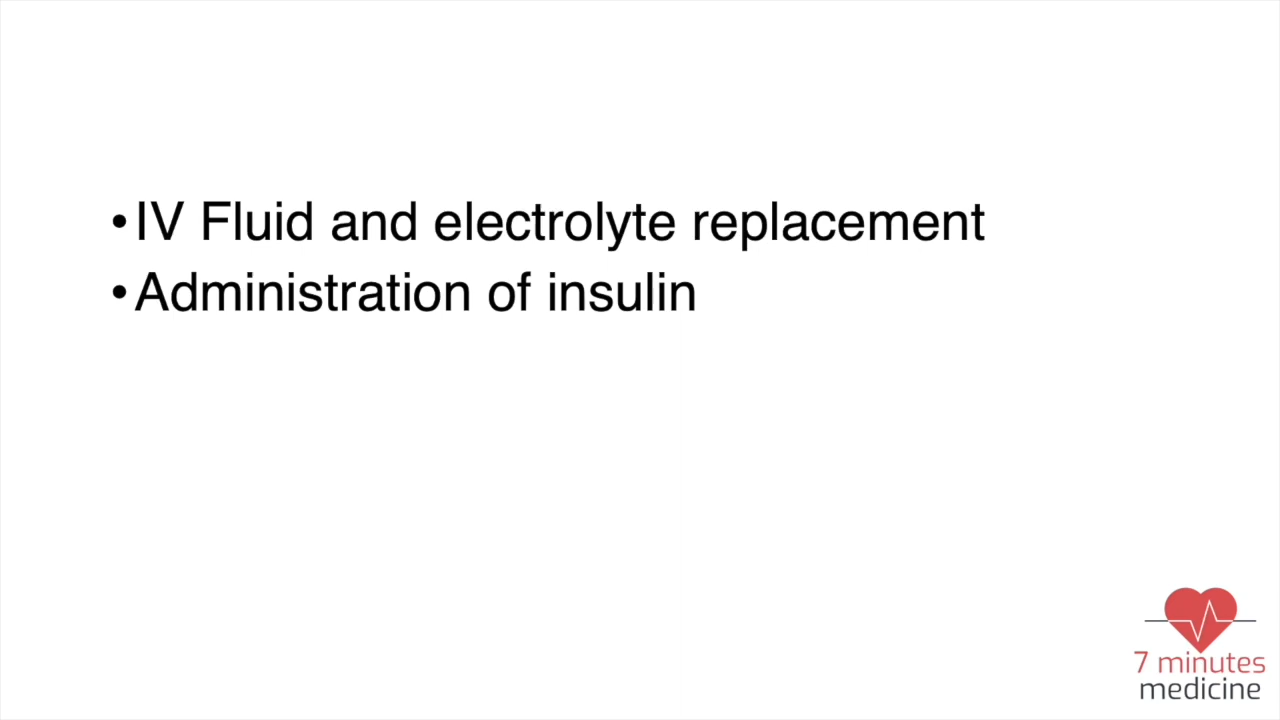 •IV Fluid and electrolyte replacement
•Administration of insulin
7 minutes
medicine